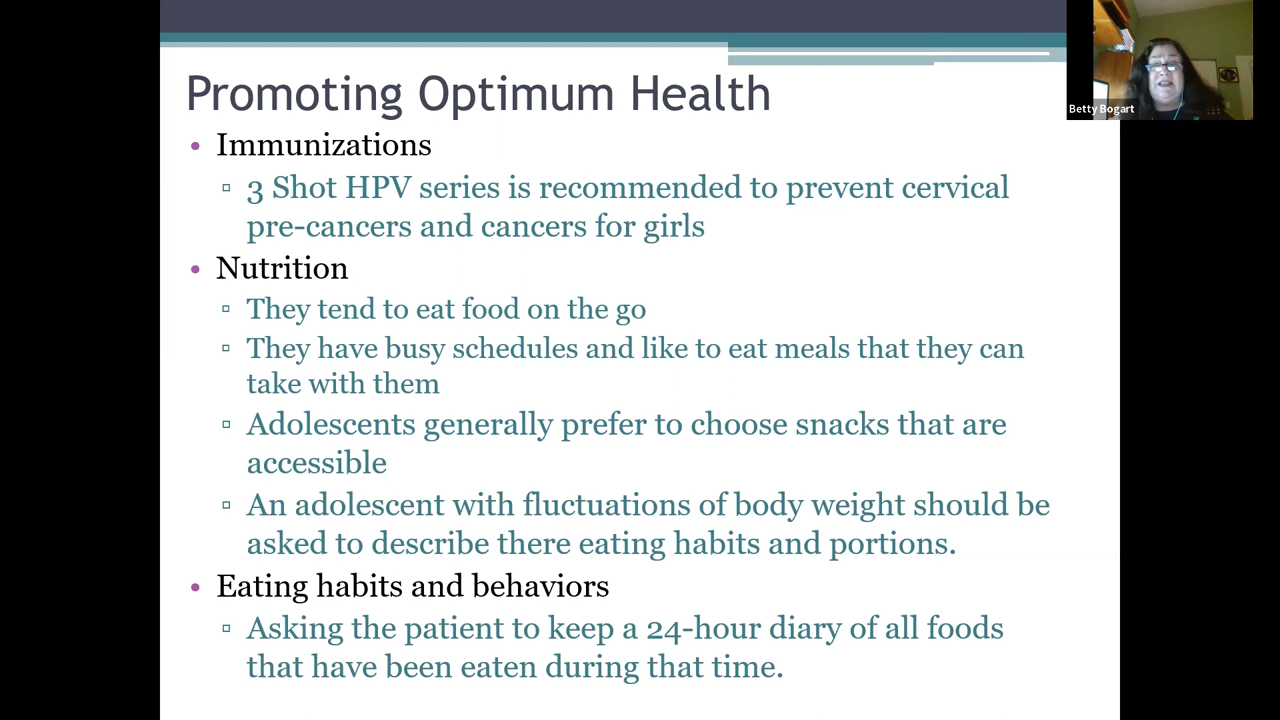 Promoting Optimum Health
• Immunizations
▫ 3 Shot HPV series is recommended to prevent cervical
pre-cancers and cancers for girls
• Nutrition
▫ They tend to eat food on the go
▫ They have busy schedules and like to eat meals that they can
take with them
▫ Adolescents generally prefer to choose snacks that are
accessible
▫ An adolescent with fluctuations of body weight should be
asked to describe there eating habits and portions.
• Eating habits and behaviors
▫ Asking the patient to keep a 24-hour diary of all foods
that have been eaten during that time.
Betty Bogart